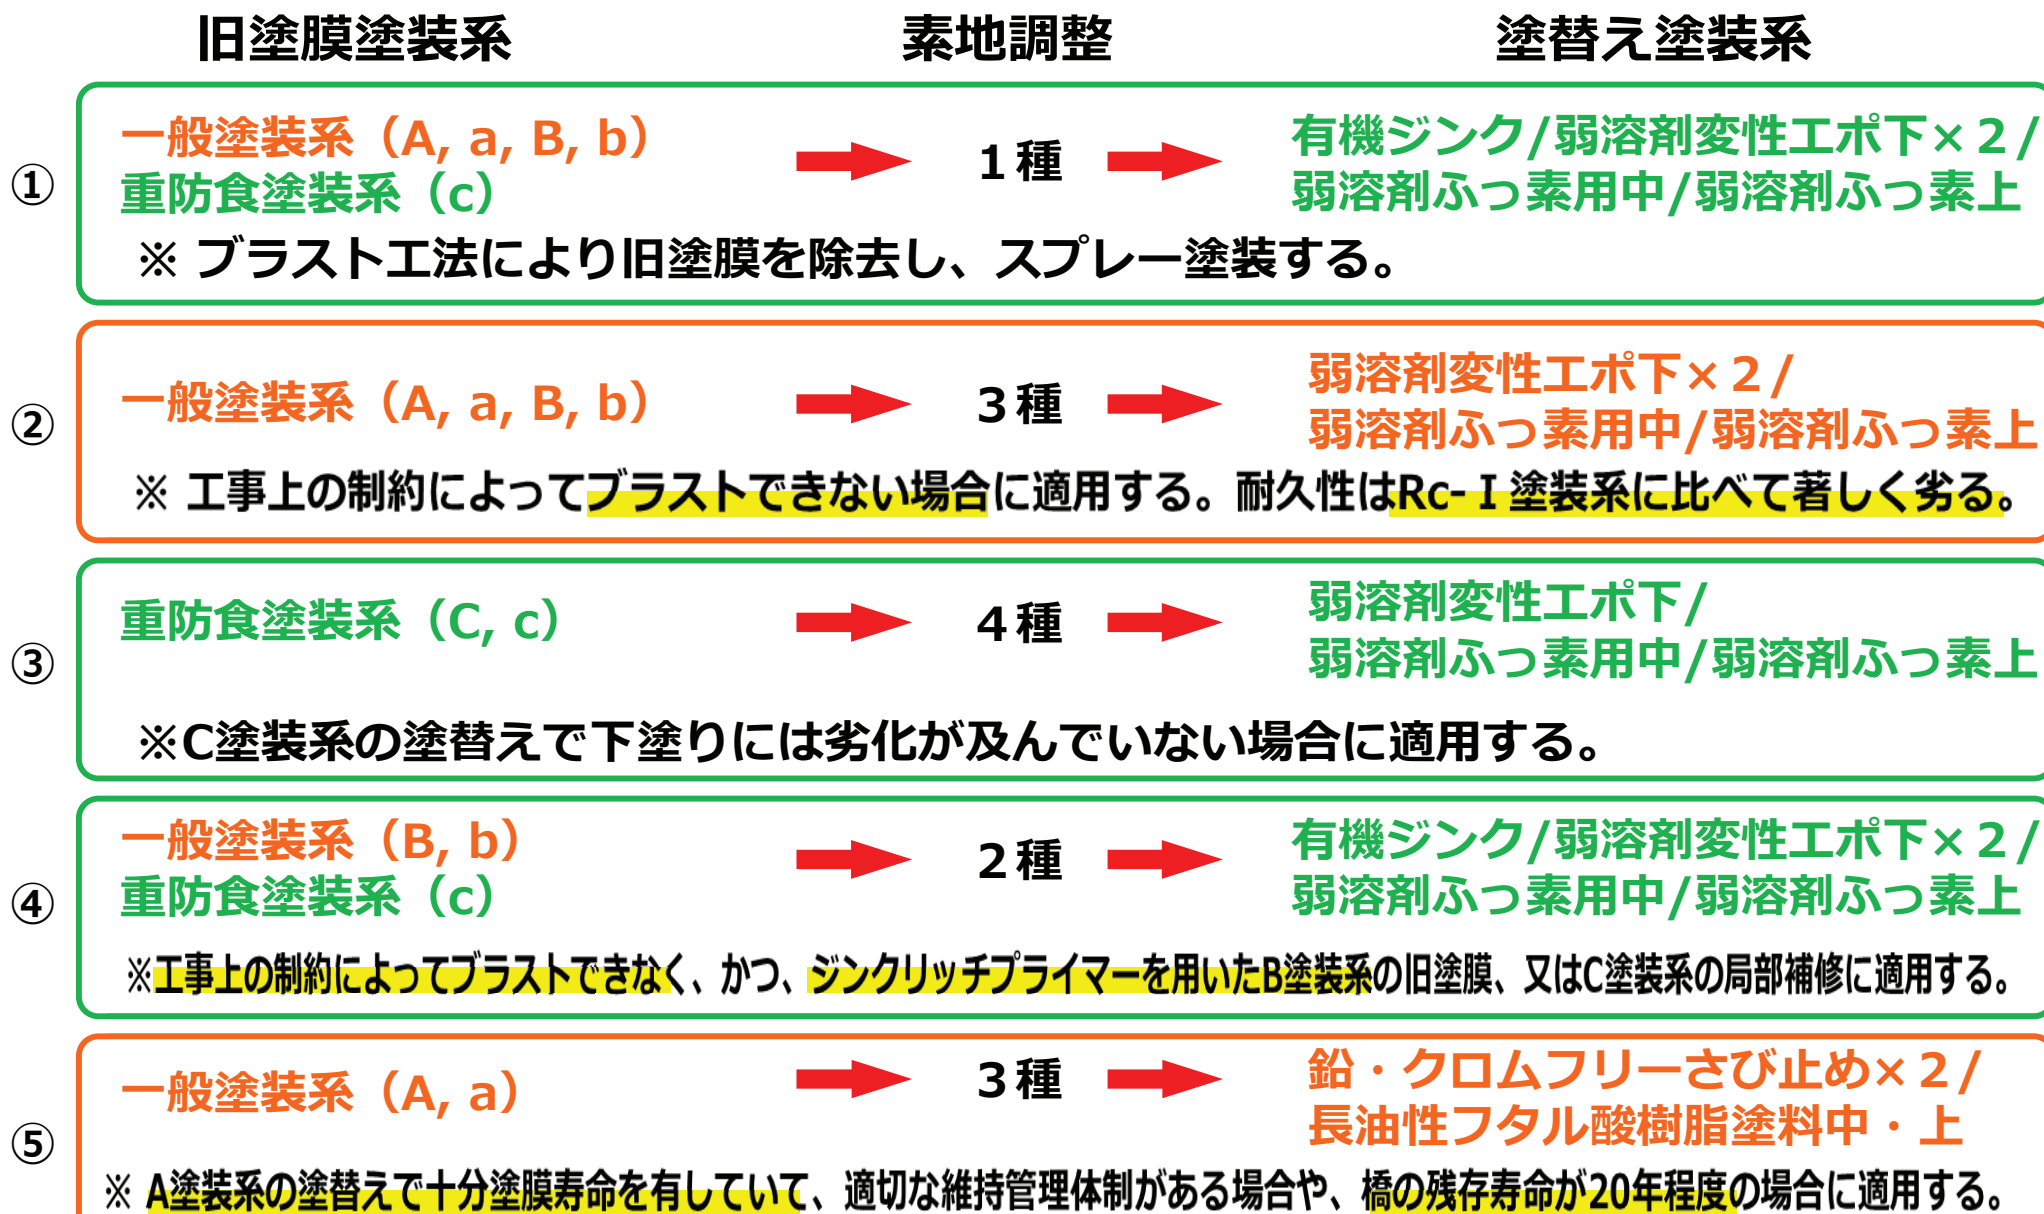 旧塗膜塗装系 素地調整 塗替え塗装系
①
一般塗装系（A, a, B, b）
重防食塗装系（c）
１種
有機ジンク/弱溶剤変性エポ下×２/
弱溶剤ふっ素用中/弱溶剤ふっ素上
※ ブラスト工法により旧塗膜を除去し、スプレー塗装する。
②
一般塗装系（A, a, B, b）
３種
弱溶剤変性エポ下×２/
弱溶剤ふっ素用中/弱溶剤ふっ素上
※ 工事上の制約によってブラストできない場合に適用する。耐久性はRc-Ⅰ塗装系に比べて著しく劣る。
③
重防食塗装系（C, c）
４種
弱溶剤変性エポ下/
弱溶剤ふっ素用中/弱溶剤ふっ素上
※C塗装系の塗替えで下塗りには劣化が及んでいない場合に適用する。
④
一般塗装系（B, b）
重防食塗装系（c）
２種
有機ジンク/弱溶剤変性エポ下×２/
弱溶剤ふっ素用中/弱溶剤ふっ素上
※工事上の制約によってブラストできなく、かつ、ジンクリッチプライマーを用いたB塗装系の旧塗膜、又はC塗装系の局部補修に適用する。
⑤
一般塗装系（A, a）
３種
鉛・クロムフリーさび止め×２/
長油性フタル酸樹脂塗料中・上
※ A塗装系の塗替えで十分塗膜寿命を有していて、適切な維持管理体制がある場合や、橋の残存寿命が20年程度の場合に適用する。